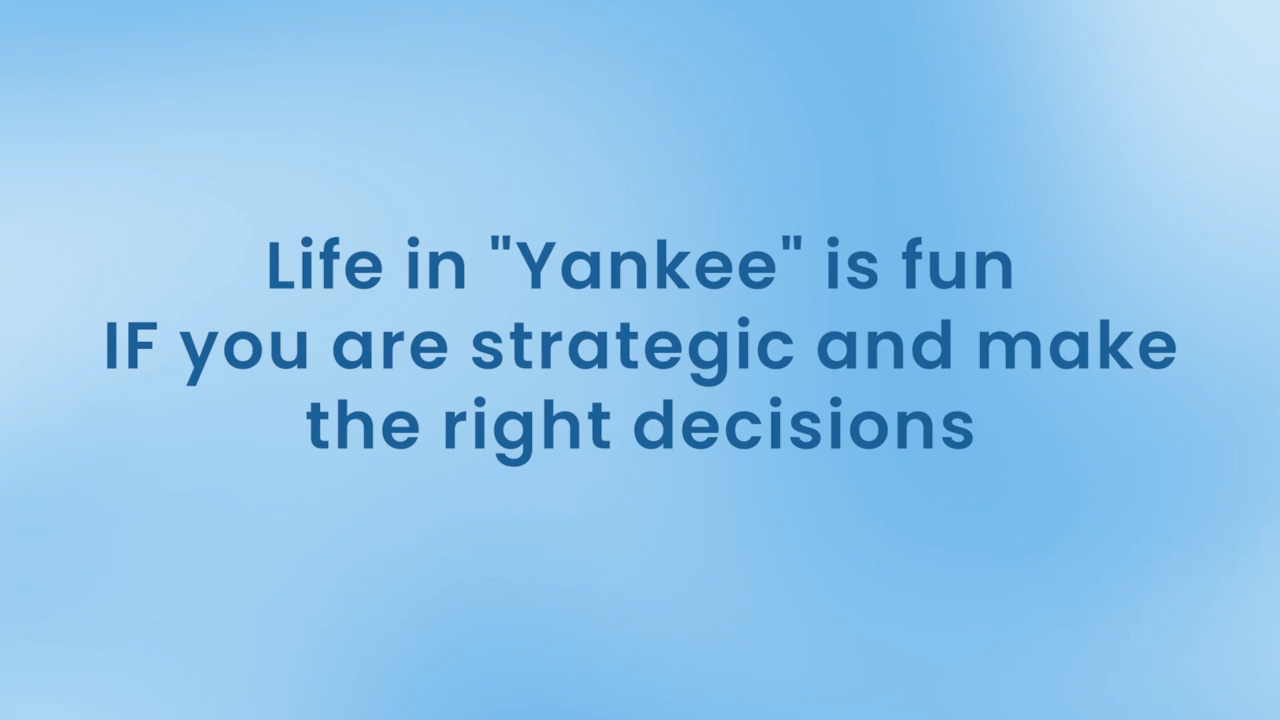 Life in "Yankee" is fun
IF you are strategic and make
the right decisions